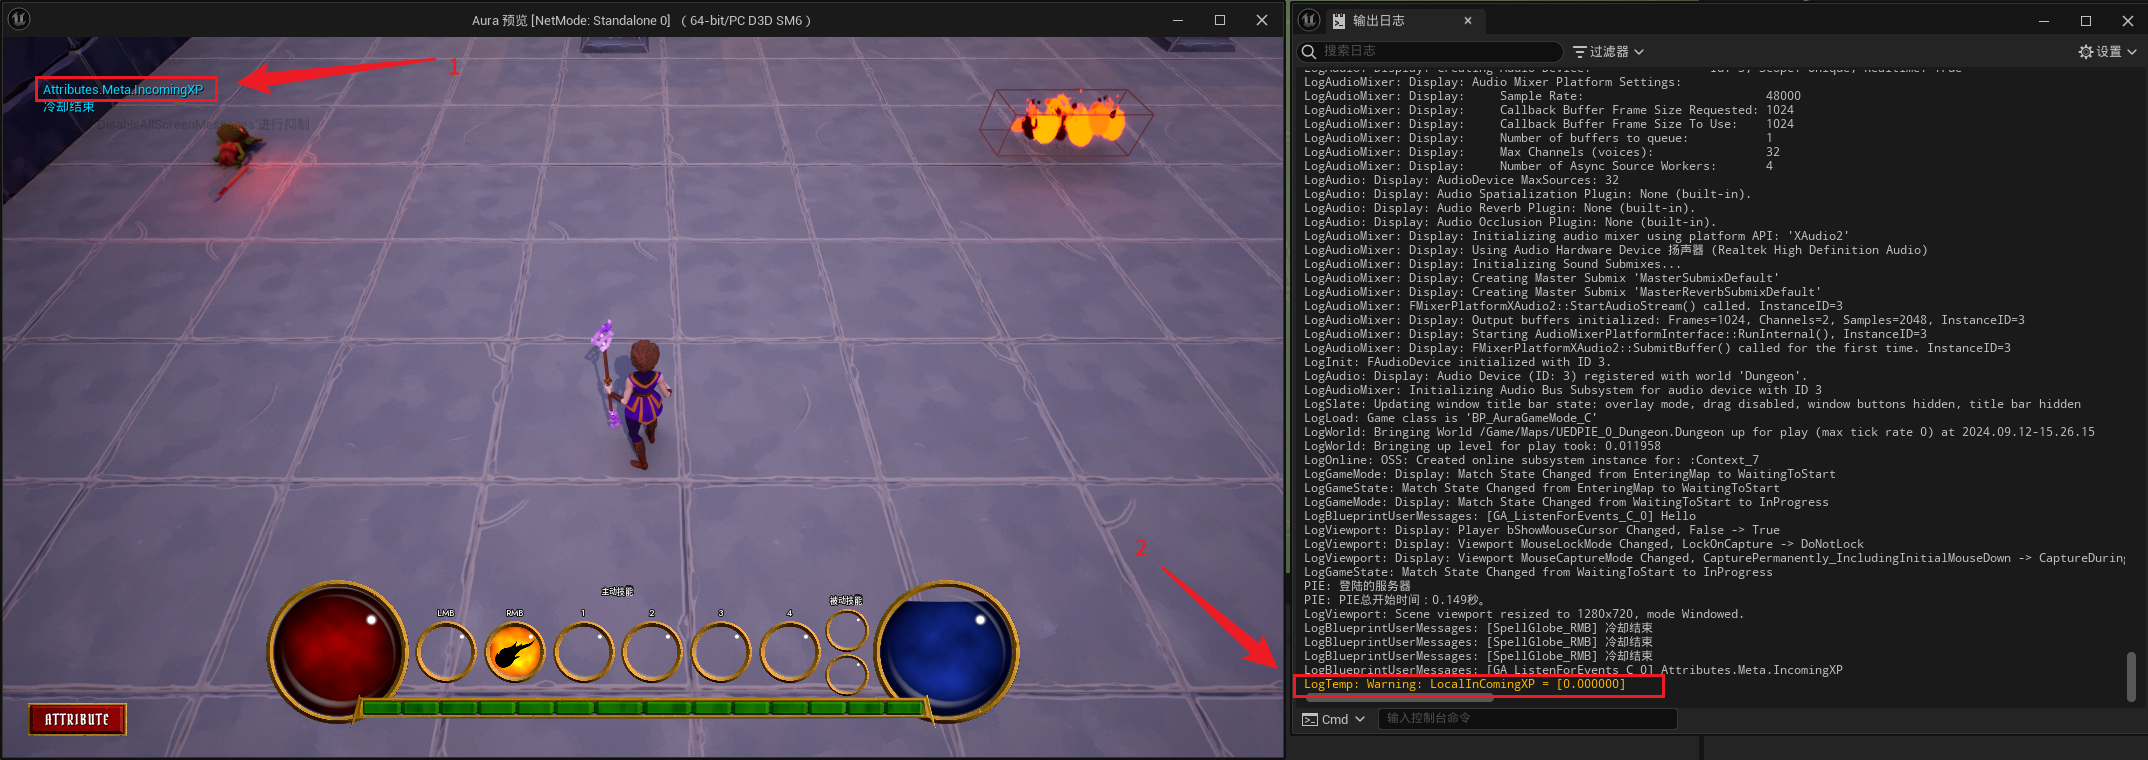 Aura 预览 [NetMode: Standalone 0] ( 64-bit/PC D3D SM6 )
1
Attributes.Meta.IncomingXP
冷却结束
'DisableAllScreenMessages'进行抑制
主动技能
被动技能
LMB
RMB
1
2
3
4
ATTRIBUTE
2
输出日志
搜索日志
过滤器
设置
LogAudio: Display: Creating Audio Device: Id: 3, Scope: Unique, Realtime: True
LogAudioMixer: Display: Audio Mixer Platform Settings:
LogAudioMixer: Display: Sample Rate: 48000
LogAudioMixer: Display: Callback Buffer Frame Size Requested: 1024
LogAudioMixer: Display: Callback Buffer Frame Size To Use: 1024
LogAudioMixer: Display: Number of buffers to queue: 1
LogAudioMixer: Display: Max Channels (voices): 32
LogAudioMixer: Display: Number of Async Source Workers: 4
LogAudio: Display: AudioDevice MaxSources: 32
LogAudio: Display: Audio Spatialization Plugin: None (built-in).
LogAudio: Display: Audio Reverb Plugin: None (built-in).
LogAudio: Display: Audio Occlusion Plugin: None (built-in).
LogAudioMixer: Display: Initializing audio mixer using platform API: 'XAudio2'
LogAudioMixer: Display: Using Audio Hardware Device 扬声器 (Realtek High Definition Audio)
LogAudioMixer: Display: Initializing Sound Submixes...
LogAudioMixer: Display: Creating Master Submix 'MasterSubmixDefault'
LogAudioMixer: Display: Creating Master Submix 'MasterReverbSubmixDefault'
LogAudioMixer: FMixerPlatformXAudio2::StartAudioStream() called. InstanceID=3
LogAudioMixer: Display: Output buffers initialized: Frames=1024, Channels=2, Samples=2048, InstanceID=3
LogAudioMixer: Display: Starting AudioMixerPlatformInterface::RunInternal(), InstanceID=3
LogAudioMixer: Display: FMixerPlatformXAudio2::SubmitBuffer() called for the first time. InstanceID=3
LogInit: FAudioDevice initialized with ID 3.
LogAudio: Display: Audio Device (ID: 3) registered with world 'Dungeon'.
LogAudioMixer: Initializing Audio Bus Subsystem for audio device with ID 3
LogSlate: Updating window title bar state: overlay mode, drag disabled, window buttons hidden, title bar hidden
LogLoad: Game class is 'BP_AuraGameMode_C'
LogWorld: Bringing World /Game/Maps/UEDPIE_0_Dungeon.Dungeon up for play (max tick rate 0) at 2024.09.12-15.26.15
LogWorld: Bringing up level for play took: 0.011958
LogOnline: OSS: Created online subsystem instance for: :Context_7
LogGameMode: Display: Match State Changed from EnteringMap to WaitingToStart
LogGameState: Match State Changed from EnteringMap to WaitingToStart
LogGameMode: Display: Match State Changed from WaitingToStart to InProgress
LogBlueprintUserMessages: [GA_ListenForEvents_C_0] Hello
LogViewport: Display: Player bShowMouseCursor Changed, False -> True
LogViewport: Display: Viewport MouseLockMode Changed, LockOnCapture -> DoNotLock
LogViewport: Display: Viewport MouseCaptureMode Changed, CapturePermanently_IncludingInitialMouseDown -> CaptureDuring
LogGameState: Match State Changed from WaitingToStart to InProgress
PIE: 登陆的服务器
PIE: PIE总开始时间：0.149秒。
LogViewport: Scene viewport resized to 1280x720, mode Windowed.
LogBlueprintUserMessages: [SpellGlobe_RMB] 冷却结束
LogBlueprintUserMessages: [SpellGlobe_RMB] 冷却结束
LogBlueprintUserMessages: [SpellGlobe_RMB] 冷却结束
LogBlueprintUserMessages: [GA_ListenForEvents_C_0] Attributes.Meta.IncomingXP
LogTemp: Warning: LocalInComingXP = [0.000000]
Cmd
输入控制台命令